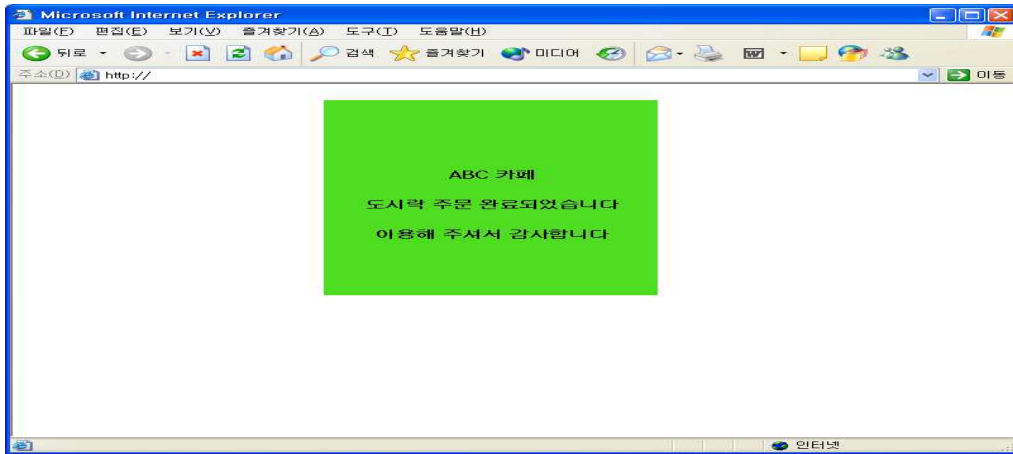 Microsoft Internet Explorer
파일(F) 편집(E) 보기(V) 즐겨찾기(A) 도구(T) 도움말(H)
뒤로 검색 즐겨찾기 미디어
주소(D) http:// 이동
ABC 카페
도시락 주문 완료되었습니다
이용해 주셔서 감사합니다
인터넷